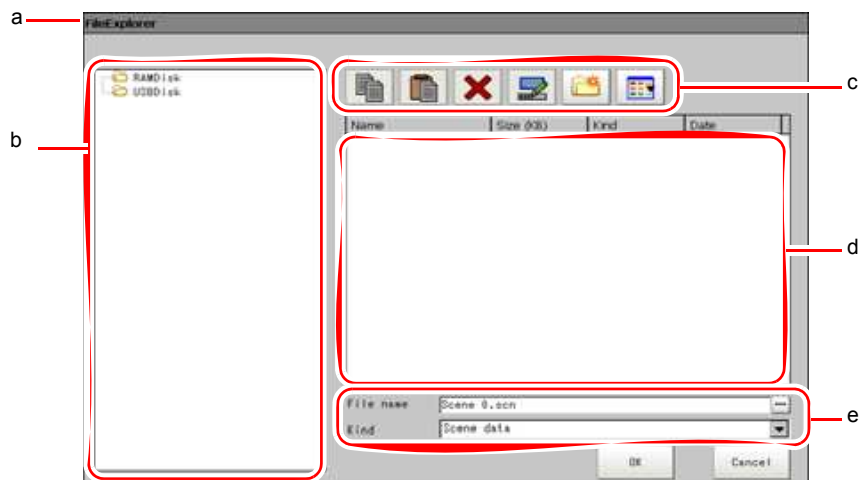 a
FileExplorer
b
RAMDisk
USBDisk
c
Name Size (KB) Kind Date
d
File name Scene 0.scn ...
Kind Scene data
e
OK Cancel